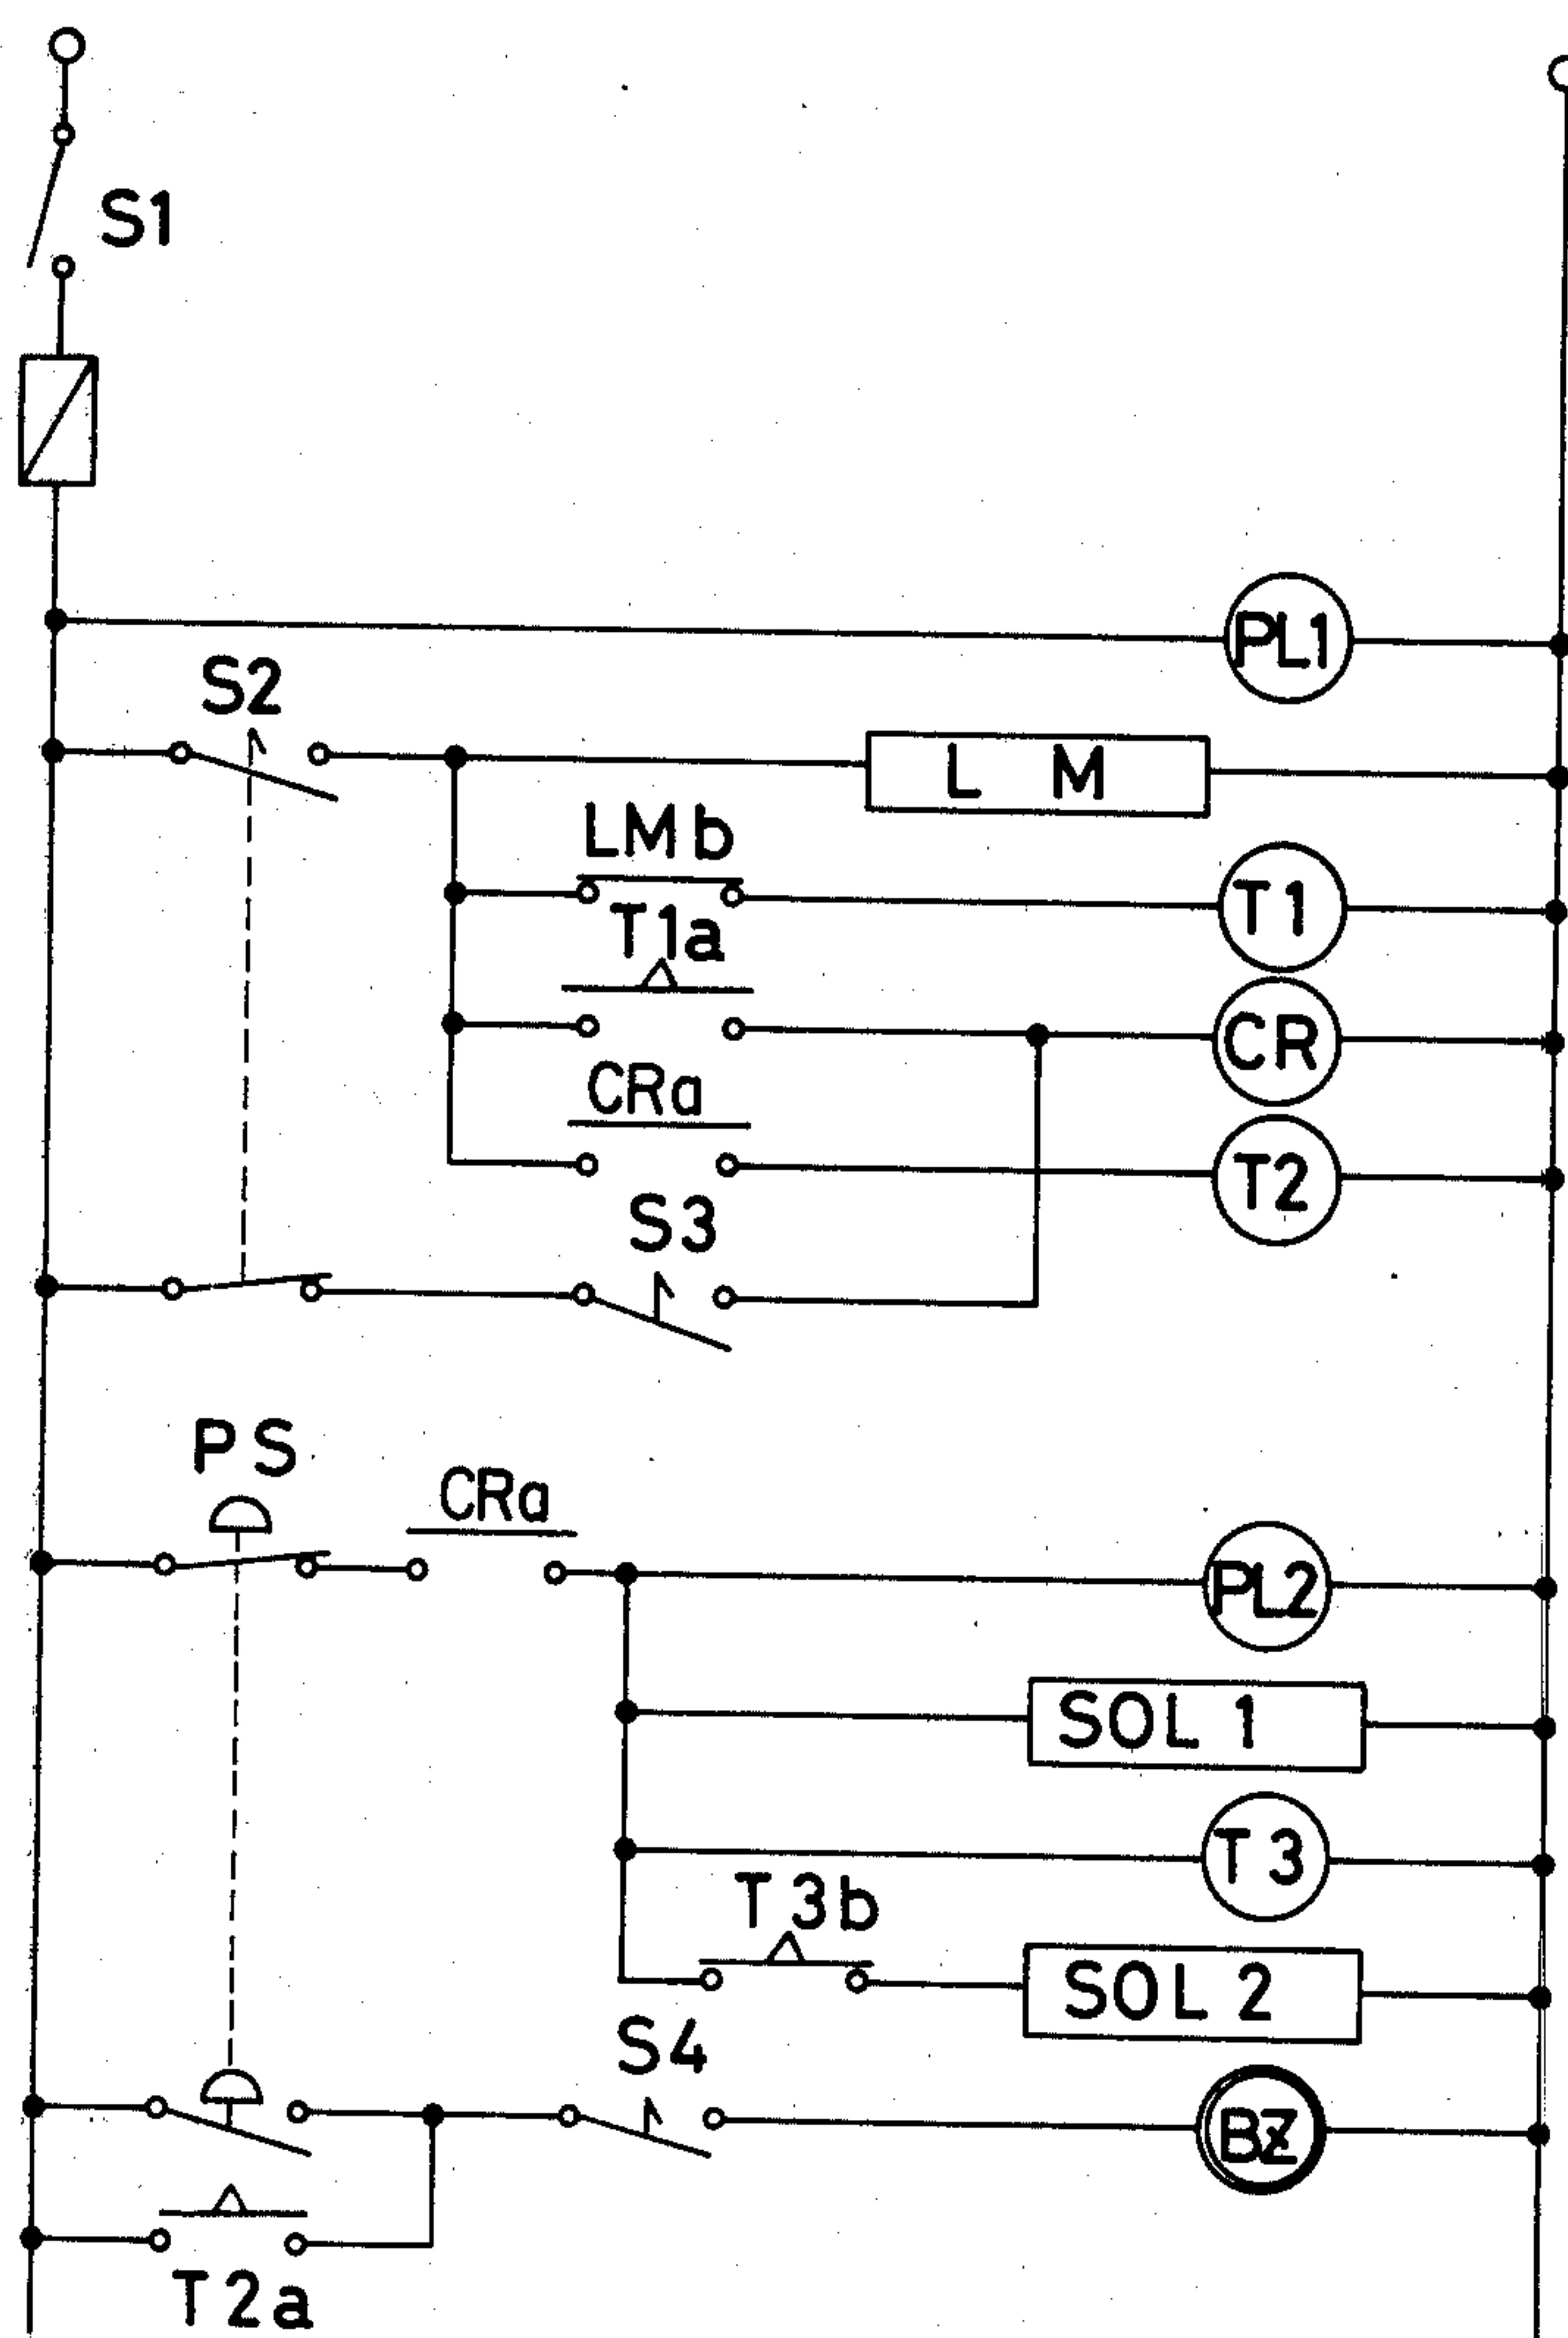 S1
PL1
S2
L M
LMb
T1
T1a
CR
CRa
T2
S3
PS
CRa
PL2
SOL 1
T3
T3b
SOL 2
S4
BZ
T2a